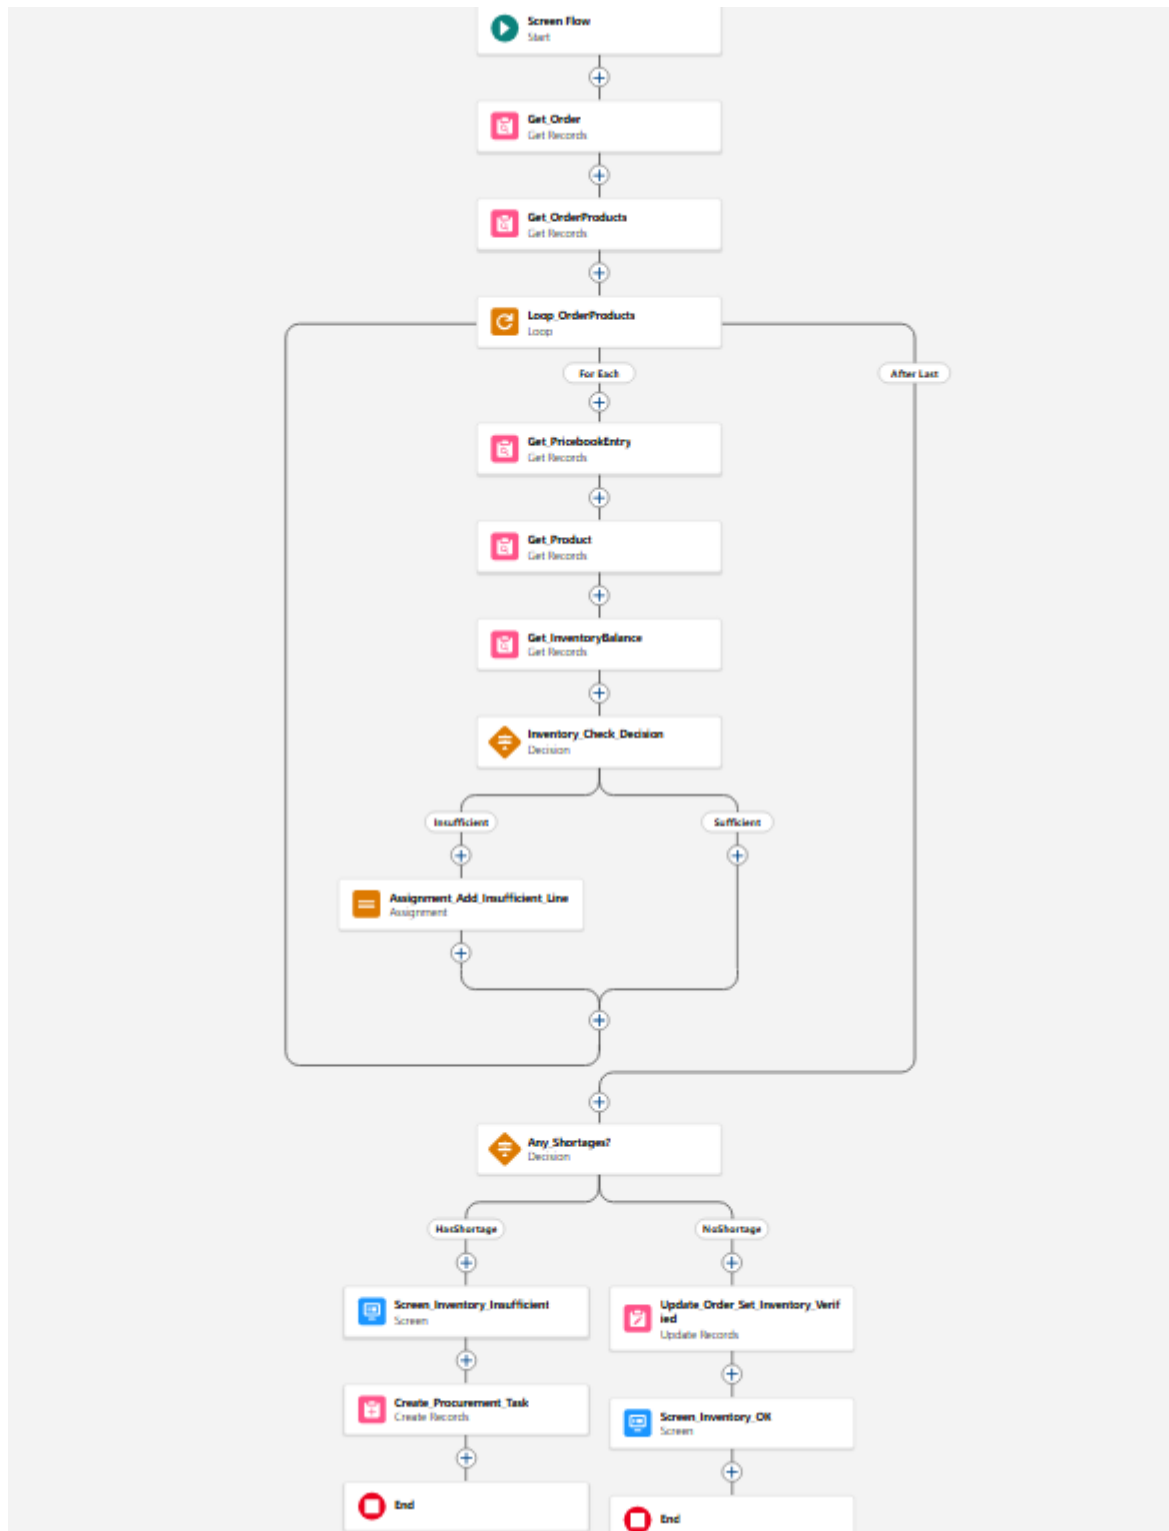 Screen Flow
Start
Get_Order
Get Records
Get_OrderProducts
Get Records
Loop_OrderProducts
Loop
For Each
After Last
Get_PricebookEntry
Get Records
Get_Product
Get Records
Get_InventoryBalance
Get Records
Inventory_Check_Decision
Decision
Insufficient
Sufficient
Assignment_Add_Insufficient_Line
Assignment
Any_Shortages?
Decision
HasShortage
NoShortage
Screen_Inventory_Insufficient
Screen
Update_Order_Set_Inventory_Verif
ied
Update Records
Create_Procurement_Task
Create Records
Screen_Inventory_OK
Screen
End
End